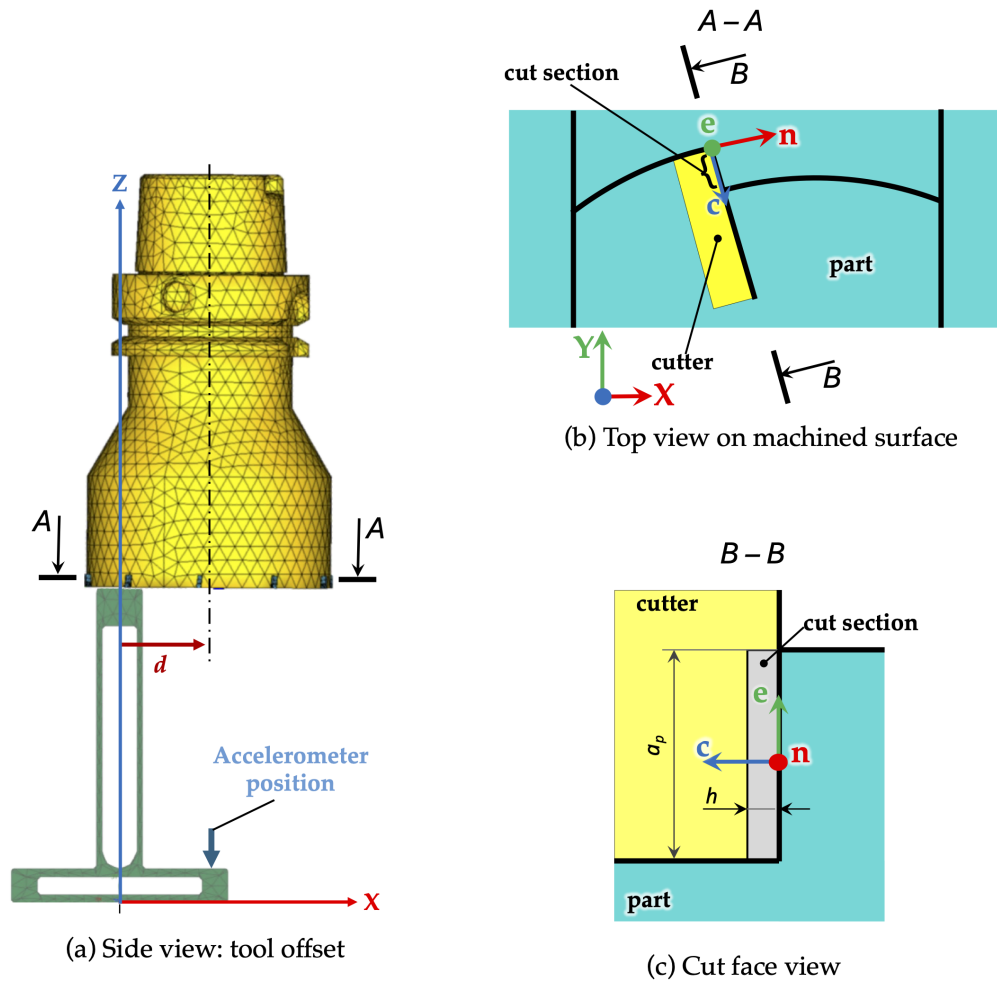 Z
A
A
d
Accelerometer
position
X
(a) Side view: tool offset
A – A
B
cut section
e
n
c
part
cutter
Y
X
B
(b) Top view on machined surface
B – B
cutter
cut section
e
aₚ
c
n
h
part
(c) Cut face view